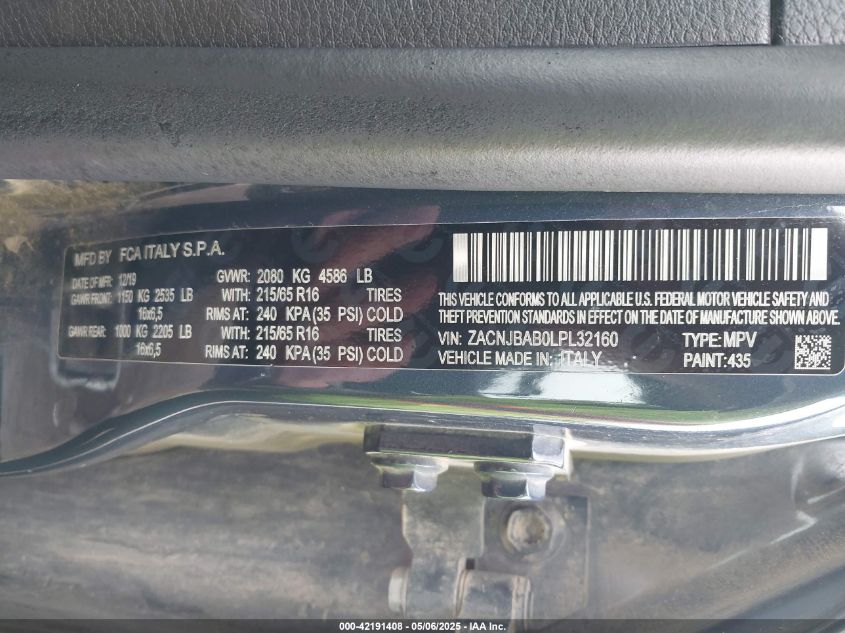 MFD BY FCA ITALY S.P.A.
DATE OF MFR 12/19 GVWR: 2080 KG 4586 LB
GAWR FRONT: 1150 KG 2535 LB WITH: 215/65 R16 TIRES
16x6,5 RIMS AT: 240 KPA (35 PSI) COLD
GAWR REAR: 1000 KG 2205 LB WITH: 215/65 R16 TIRES
16x6,5 RIMS AT: 240 KPA (35 PSI) COLD
THIS VEHICLE CONFORMS TO ALL APPLICABLE U.S. FEDERAL MOTOR VEHICLE SAFETY AND
THEFT PREVENTION STANDARDS IN EFFECT ON THE DATE OF MANUFACTURE SHOWN ABOVE.
VIN: ZACNJBAB0LPL32160 TYPE: MPV
VEHICLE MADE IN: ITALY PAINT:435
000-42191408 - 05/06/2025 - IAA Inc.